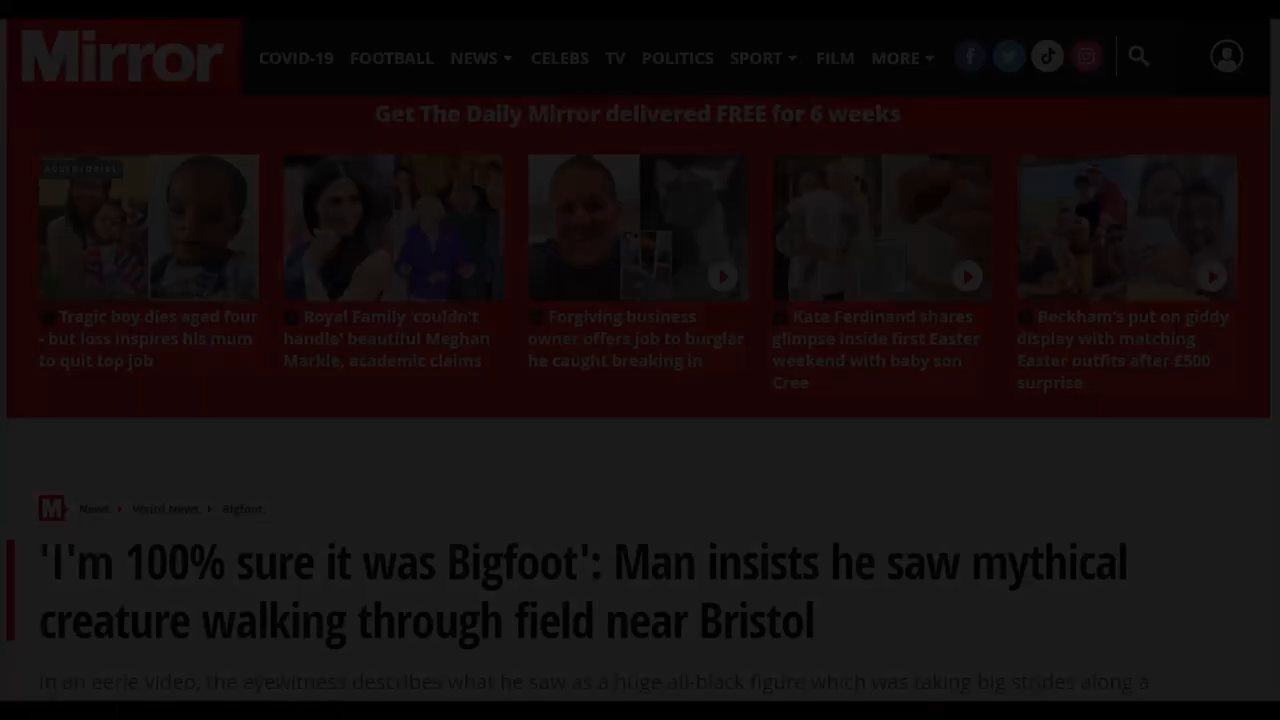 Mirror
COVID-19 FOOTBALL NEWS CELEBS TV POLITICS SPORT FILM MORE
Get The Daily Mirror delivered FREE for 6 weeks
ADVERTORIAL
Tragic boy dies aged four
- but loss inspires his mum
to quit top job
Royal Family 'couldn't
handle' beautiful Meghan
Markle, academic claims
Forgiving business
owner offers job to burglar
he caught breaking in
Kate Ferdinand shares
glimpse inside first Easter
weekend with baby son
Cree
Beckham's put on giddy
display with matching
Easter outfits after £500
surprise
M News Weird News Bigfoot
'I'm 100% sure it was Bigfoot': Man insists he saw mythical
creature walking through field near Bristol
In an eerie video, the eyewitness describes what he saw as a huge all-black figure which was taking big strides along a